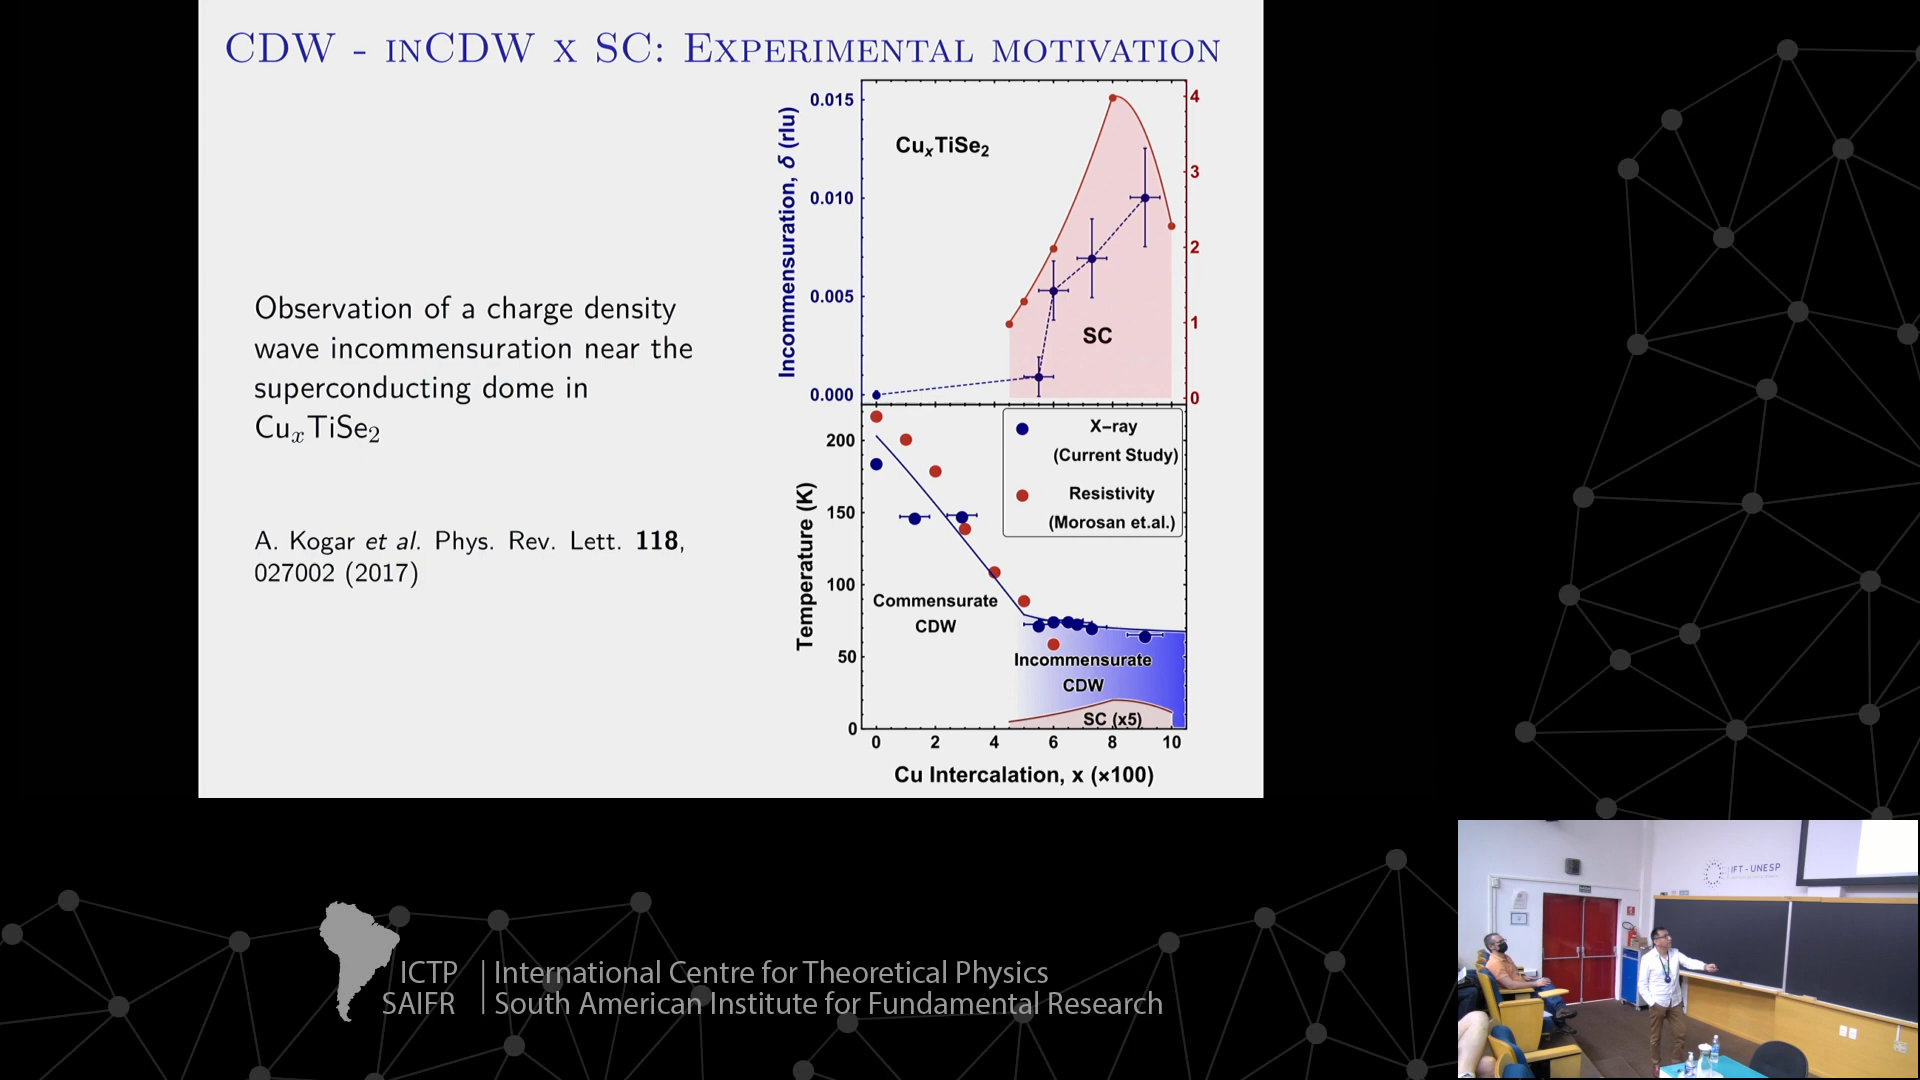 CDW - inCDW x SC: Experimental motivation
Observation of a charge density
wave incommensuration near the
superconducting dome in
CuₓTiSe₂
A. Kogar et al. Phys. Rev. Lett. 118,
027002 (2017)
Incommensuration, δ (rlu)
0.015
0.010
0.005
0.000
CuₓTiSe₂
SC
4
3
2
1
0
Temperature (K)
200
150
100
50
0
X-ray
(Current Study)
Resistivity
(Morosan et.al.)
Commensurate
CDW
Incommensurate
CDW
SC (x5)
0 2 4 6 8 10
Cu Intercalation, x (×100)
ICTP International Centre for Theoretical Physics
SAIFR South American Institute for Fundamental Research
IFT - UNESP